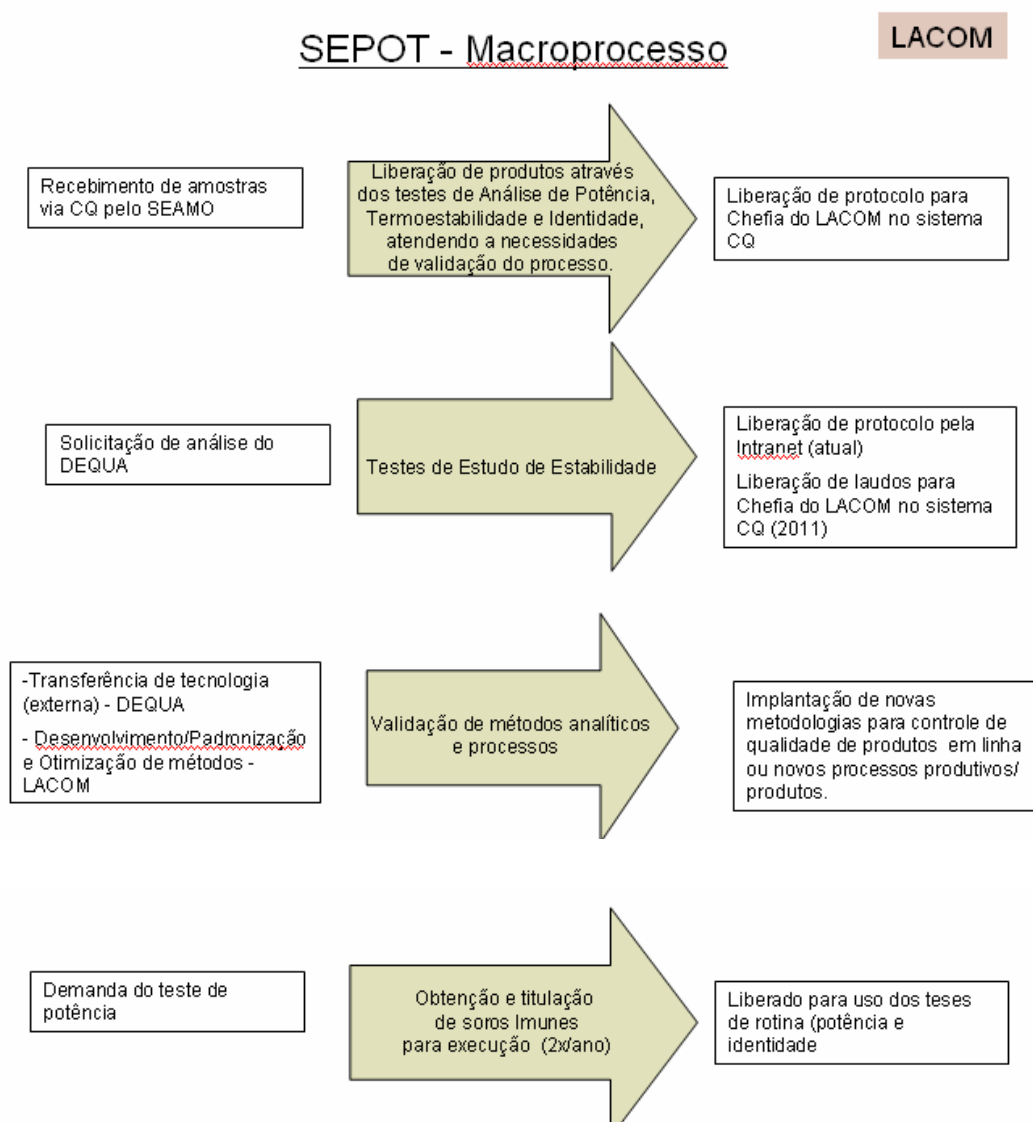 SEPOT - Macroprocesso
LACOM
Recebimento de amostras
via CQ pelo SEAMO
Liberação de produtos através
dos testes de Análise de Potência,
Termoestabilidade e Identidade,
atendendo a necessidades
de validação do processo.
Liberação de protocolo para
Chefia do LACOM no sistema
CQ
Solicitação de análise do
DEQUA
Testes de Estudo de Estabilidade
Liberação de protocolo pela
Intranet (atual)
Liberação de laudos para
Chefia do LACOM no sistema
CQ (2011)
-Transferência de tecnologia
(externa) - DEQUA
- Desenvolvimento/Padronização
e Otimização de métodos -
LACOM
Validação de métodos analíticos
e processos
Implantação de novas
metodologias para controle de
qualidade de produtos em linha
ou novos processos produtivos/
produtos.
Demanda do teste de
potência
Obtenção e titulação
de soros Imunes
para execução (2x/ano)
Liberado para uso dos teses
de rotina (potência e
identidade